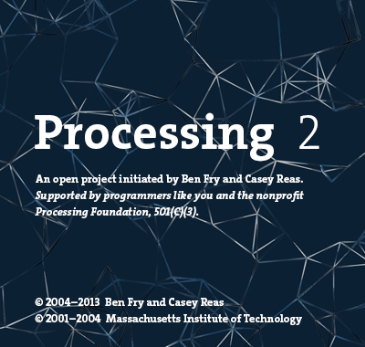 Processing 2
An open project initiated by Ben Fry and Casey Reas.
Supported by programmers like you and the nonprofit
Processing Foundation, 501(C)(3).
© 2004–2013 Ben Fry and Casey Reas
© 2001–2004 Massachusetts Institute of Technology